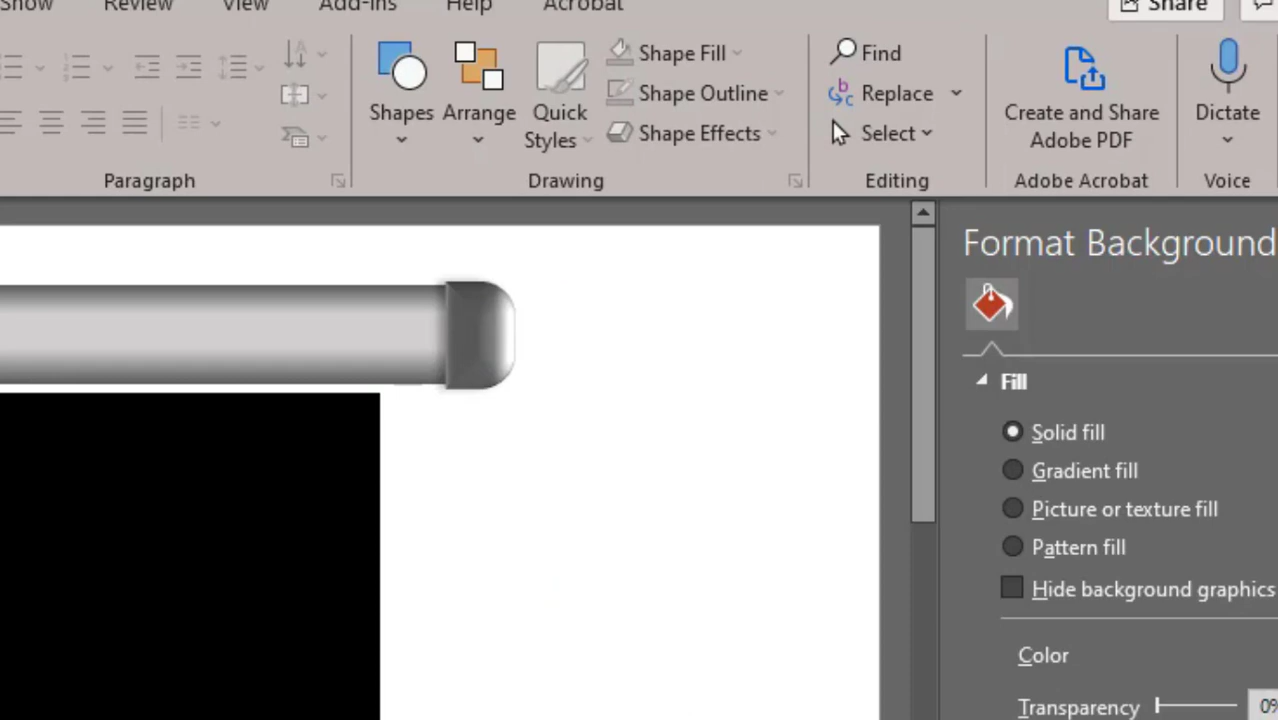 Show Review View Add-ins Help Acrobat Share
Shapes Arrange Quick Styles Shape Fill Find Create and Share Adobe PDF Dictate
Shape Outline Replace
Shape Effects Select
Paragraph Drawing Editing Adobe Acrobat Voice
Format Background
Fill
Solid fill
Gradient fill
Picture or texture fill
Pattern fill
Hide background graphics
Color
Transparency 0%